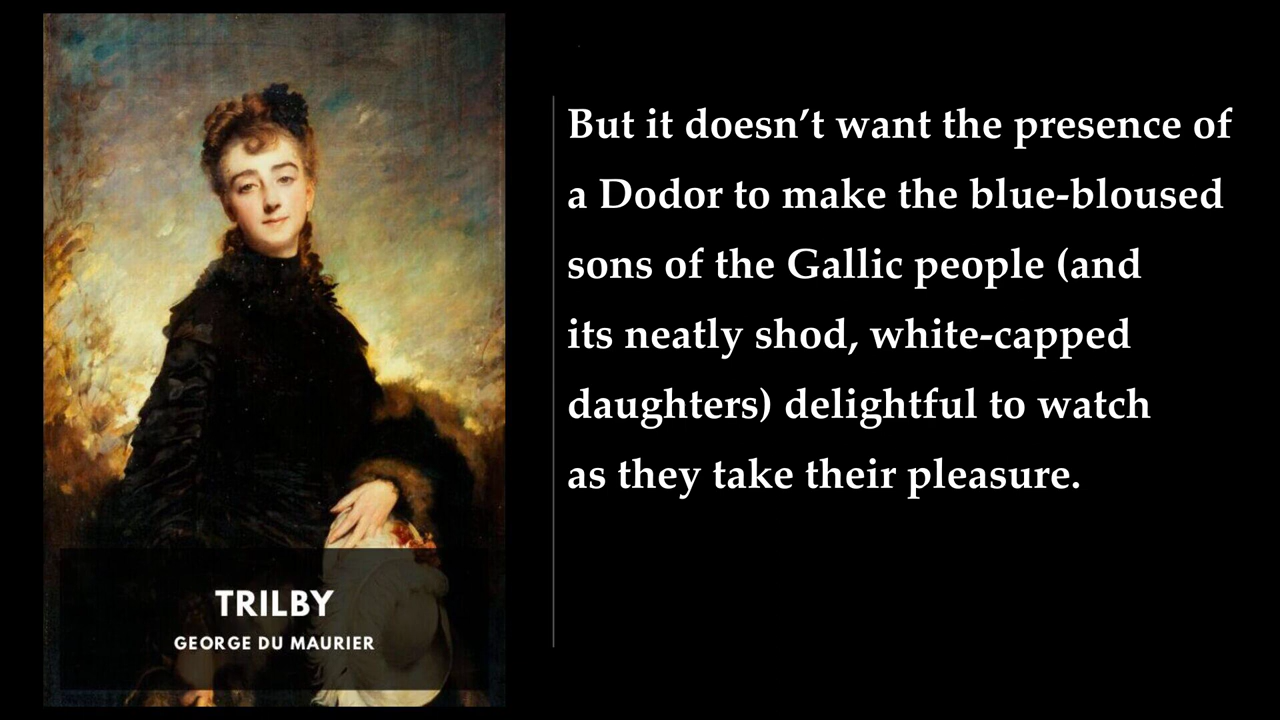 TRILBY
GEORGE DU MAURIER
But it doesn’t want the presence of
a Dodor to make the blue-bloused
sons of the Gallic people (and
its neatly shod, white-capped
daughters) delightful to watch
as they take their pleasure.